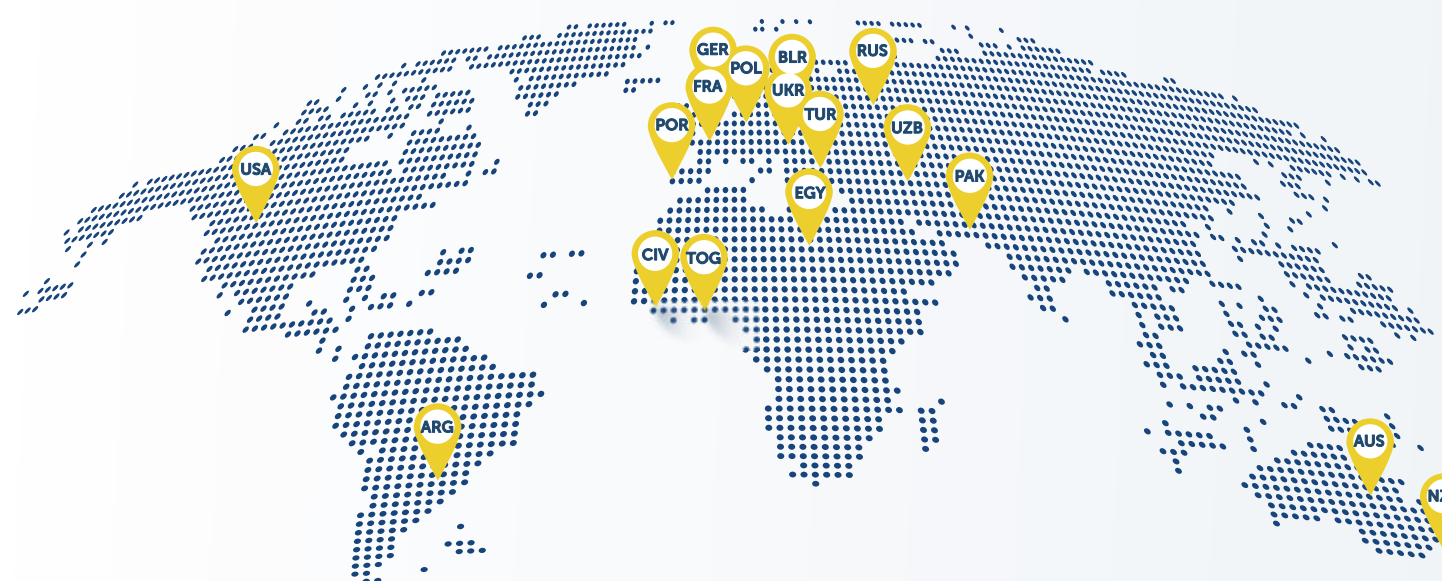 GER
POL
BLR
RUS
FRA
UKR
TUR
POR
UZB
USA
PAK
EGY
CIV
TOG
ARG
AUS